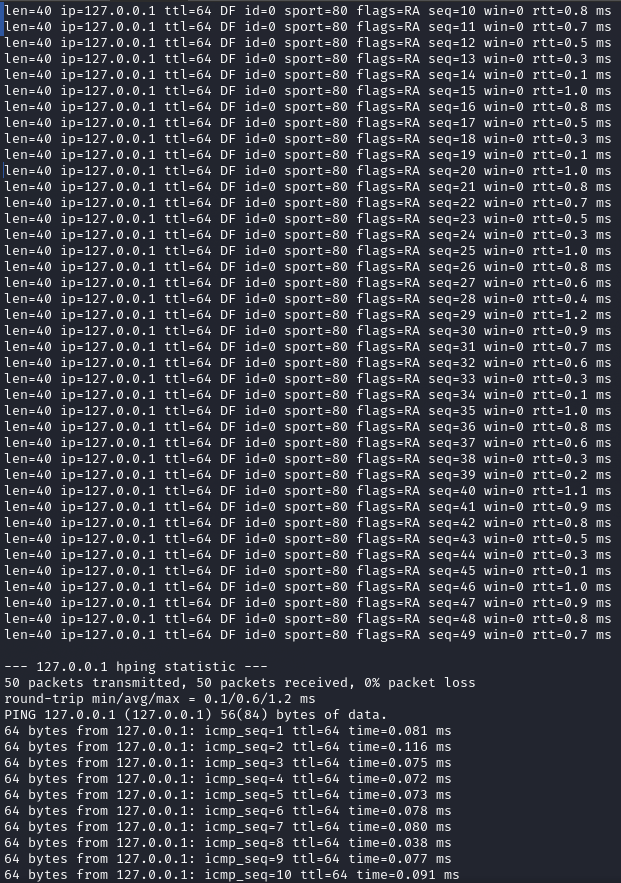 len=40 ip=127.0.0.1 ttl=64 DF id=0 sport=80 flags=RA seq=10 win=0 rtt=0.8 ms
len=40 ip=127.0.0.1 ttl=64 DF id=0 sport=80 flags=RA seq=11 win=0 rtt=0.7 ms
len=40 ip=127.0.0.1 ttl=64 DF id=0 sport=80 flags=RA seq=12 win=0 rtt=0.5 ms
len=40 ip=127.0.0.1 ttl=64 DF id=0 sport=80 flags=RA seq=13 win=0 rtt=0.3 ms
len=40 ip=127.0.0.1 ttl=64 DF id=0 sport=80 flags=RA seq=14 win=0 rtt=0.1 ms
len=40 ip=127.0.0.1 ttl=64 DF id=0 sport=80 flags=RA seq=15 win=0 rtt=1.0 ms
len=40 ip=127.0.0.1 ttl=64 DF id=0 sport=80 flags=RA seq=16 win=0 rtt=0.8 ms
len=40 ip=127.0.0.1 ttl=64 DF id=0 sport=80 flags=RA seq=17 win=0 rtt=0.5 ms
len=40 ip=127.0.0.1 ttl=64 DF id=0 sport=80 flags=RA seq=18 win=0 rtt=0.3 ms
len=40 ip=127.0.0.1 ttl=64 DF id=0 sport=80 flags=RA seq=19 win=0 rtt=0.1 ms
len=40 ip=127.0.0.1 ttl=64 DF id=0 sport=80 flags=RA seq=20 win=0 rtt=1.0 ms
len=40 ip=127.0.0.1 ttl=64 DF id=0 sport=80 flags=RA seq=21 win=0 rtt=0.8 ms
len=40 ip=127.0.0.1 ttl=64 DF id=0 sport=80 flags=RA seq=22 win=0 rtt=0.7 ms
len=40 ip=127.0.0.1 ttl=64 DF id=0 sport=80 flags=RA seq=23 win=0 rtt=0.5 ms
len=40 ip=127.0.0.1 ttl=64 DF id=0 sport=80 flags=RA seq=24 win=0 rtt=0.3 ms
len=40 ip=127.0.0.1 ttl=64 DF id=0 sport=80 flags=RA seq=25 win=0 rtt=1.0 ms
len=40 ip=127.0.0.1 ttl=64 DF id=0 sport=80 flags=RA seq=26 win=0 rtt=0.8 ms
len=40 ip=127.0.0.1 ttl=64 DF id=0 sport=80 flags=RA seq=27 win=0 rtt=0.6 ms
len=40 ip=127.0.0.1 ttl=64 DF id=0 sport=80 flags=RA seq=28 win=0 rtt=0.4 ms
len=40 ip=127.0.0.1 ttl=64 DF id=0 sport=80 flags=RA seq=29 win=0 rtt=1.2 ms
len=40 ip=127.0.0.1 ttl=64 DF id=0 sport=80 flags=RA seq=30 win=0 rtt=0.9 ms
len=40 ip=127.0.0.1 ttl=64 DF id=0 sport=80 flags=RA seq=31 win=0 rtt=0.7 ms
len=40 ip=127.0.0.1 ttl=64 DF id=0 sport=80 flags=RA seq=32 win=0 rtt=0.6 ms
len=40 ip=127.0.0.1 ttl=64 DF id=0 sport=80 flags=RA seq=33 win=0 rtt=0.3 ms
len=40 ip=127.0.0.1 ttl=64 DF id=0 sport=80 flags=RA seq=34 win=0 rtt=0.1 ms
len=40 ip=127.0.0.1 ttl=64 DF id=0 sport=80 flags=RA seq=35 win=0 rtt=1.0 ms
len=40 ip=127.0.0.1 ttl=64 DF id=0 sport=80 flags=RA seq=36 win=0 rtt=0.8 ms
len=40 ip=127.0.0.1 ttl=64 DF id=0 sport=80 flags=RA seq=37 win=0 rtt=0.6 ms
len=40 ip=127.0.0.1 ttl=64 DF id=0 sport=80 flags=RA seq=38 win=0 rtt=0.3 ms
len=40 ip=127.0.0.1 ttl=64 DF id=0 sport=80 flags=RA seq=39 win=0 rtt=0.2 ms
len=40 ip=127.0.0.1 ttl=64 DF id=0 sport=80 flags=RA seq=40 win=0 rtt=1.1 ms
len=40 ip=127.0.0.1 ttl=64 DF id=0 sport=80 flags=RA seq=41 win=0 rtt=0.9 ms
len=40 ip=127.0.0.1 ttl=64 DF id=0 sport=80 flags=RA seq=42 win=0 rtt=0.8 ms
len=40 ip=127.0.0.1 ttl=64 DF id=0 sport=80 flags=RA seq=43 win=0 rtt=0.5 ms
len=40 ip=127.0.0.1 ttl=64 DF id=0 sport=80 flags=RA seq=44 win=0 rtt=0.3 ms
len=40 ip=127.0.0.1 ttl=64 DF id=0 sport=80 flags=RA seq=45 win=0 rtt=0.1 ms
len=40 ip=127.0.0.1 ttl=64 DF id=0 sport=80 flags=RA seq=46 win=0 rtt=1.0 ms
len=40 ip=127.0.0.1 ttl=64 DF id=0 sport=80 flags=RA seq=47 win=0 rtt=0.9 ms
len=40 ip=127.0.0.1 ttl=64 DF id=0 sport=80 flags=RA seq=48 win=0 rtt=0.8 ms
len=40 ip=127.0.0.1 ttl=64 DF id=0 sport=80 flags=RA seq=49 win=0 rtt=0.7 ms
--- 127.0.0.1 hping statistic ---
50 packets transmitted, 50 packets received, 0% packet loss
round-trip min/avg/max = 0.1/0.6/1.2 ms
PING 127.0.0.1 (127.0.0.1) 56(84) bytes of data.
64 bytes from 127.0.0.1: icmp_seq=1 ttl=64 time=0.081 ms
64 bytes from 127.0.0.1: icmp_seq=2 ttl=64 time=0.116 ms
64 bytes from 127.0.0.1: icmp_seq=3 ttl=64 time=0.075 ms
64 bytes from 127.0.0.1: icmp_seq=4 ttl=64 time=0.072 ms
64 bytes from 127.0.0.1: icmp_seq=5 ttl=64 time=0.073 ms
64 bytes from 127.0.0.1: icmp_seq=6 ttl=64 time=0.078 ms
64 bytes from 127.0.0.1: icmp_seq=7 ttl=64 time=0.080 ms
64 bytes from 127.0.0.1: icmp_seq=8 ttl=64 time=0.038 ms
64 bytes from 127.0.0.1: icmp_seq=9 ttl=64 time=0.077 ms
64 bytes from 127.0.0.1: icmp_seq=10 ttl=64 time=0.091 ms